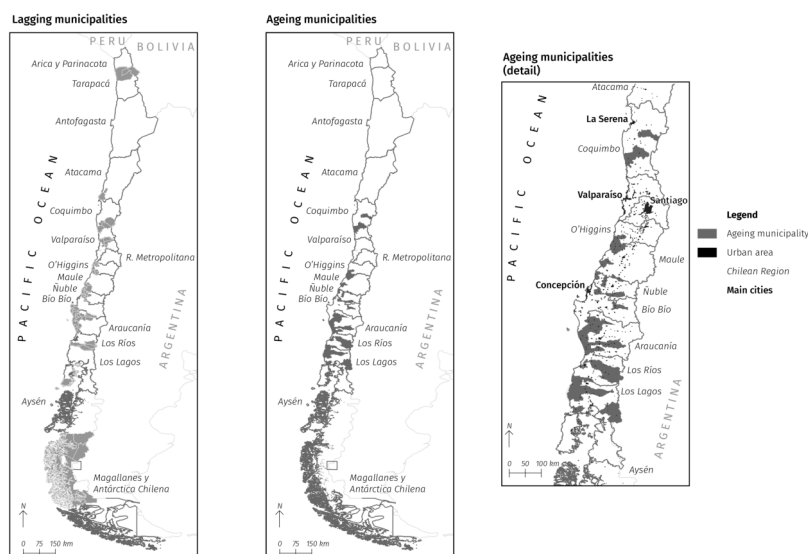 Lagging municipalities
PERU
BOLIVIA
Arica y Parinacota
Tarapacá
Antofagasta
Atacama
Coquimbo
Valparaíso
R. Metropolitana
O'Higgins
Maule
Ñuble
Bío Bío
Araucanía
Los Ríos
Los Lagos
Aysén
Magallanes y
Antárctica Chilena
PACIFIC OCEAN
ARGENTINA
N
0 75 150 km
Ageing municipalities
PERU
BOLIVIA
Arica y Parinacota
Tarapacá
Antofagasta
Atacama
Coquimbo
Valparaíso
R. Metropolitana
O'Higgins
Maule
Ñuble
Bío Bío
Araucanía
Los Ríos
Los Lagos
Aysén
Magallanes y
Antárctica Chilena
PACIFIC OCEAN
ARGENTINA
N
0 75 150 km
Ageing municipalities
(detail)
Atacama
La Serena
Coquimbo
Valparaíso
Santiago
O'Higgins
Maule
Concepción
Ñuble
Bío Bío
Araucanía
Los Ríos
Los Lagos
Aysén
PACIFIC OCEAN
ARGENTINA
N
0 50 100 km
Legend
Ageing municipality
Urban area
Chilean Region
Main cities